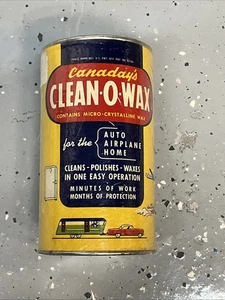 Canaday's
CLEAN-O-WAX
CONTAINS MICRO-CRYSTALLINE WAX
for the
AUTO
AIRPLANE
HOME
CLEANS - POLISHES - WAXES
IN ONE EASY OPERATION
MINUTES OF WORK
MONTHS OF PROTECTION